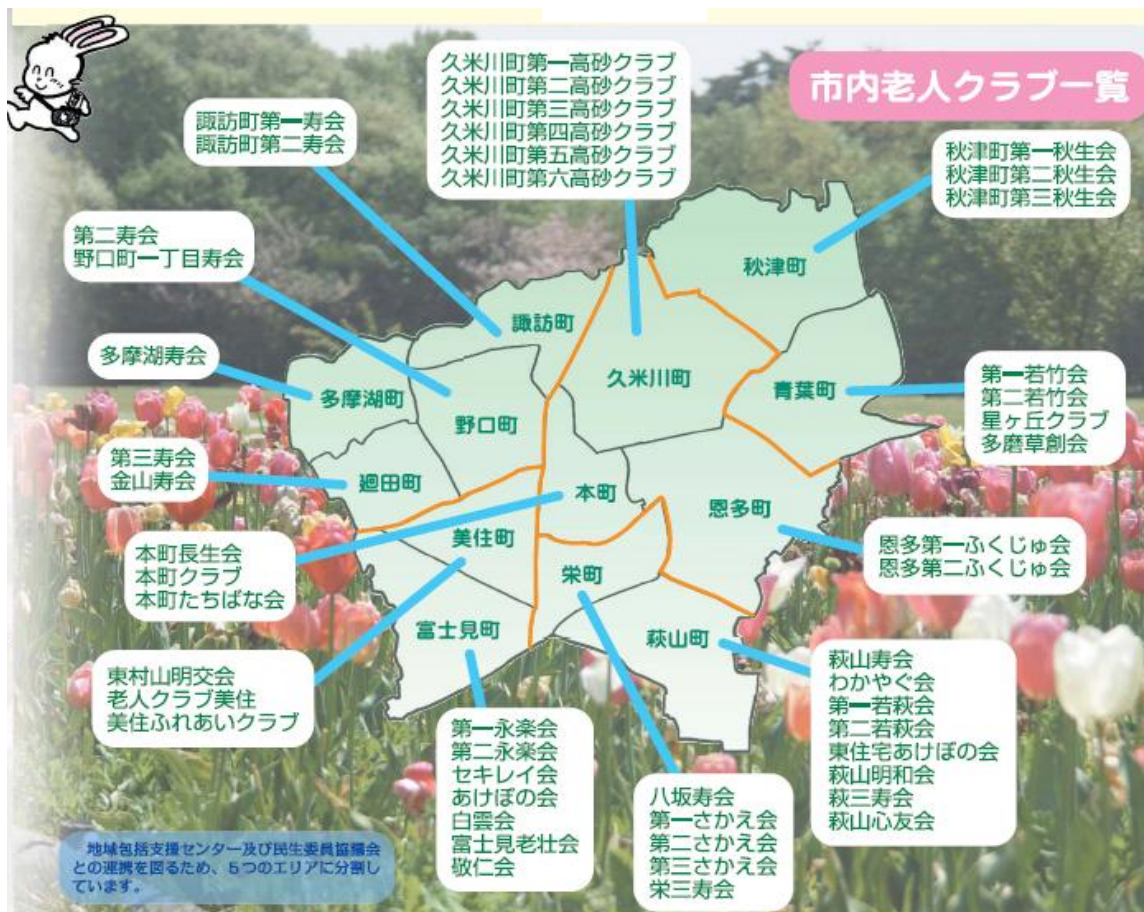 市内老人クラブ一覧
久米川町第一高砂クラブ
久米川町第二高砂クラブ
久米川町第三高砂クラブ
久米川町第四高砂クラブ
久米川町第五高砂クラブ
久米川町第六高砂クラブ
諏訪町第一寿会
諏訪町第二寿会
秋津町第一秋生会
秋津町第二秋生会
秋津町第三秋生会
第二寿会
野口町一丁目寿会
多摩湖寿会
第一若竹会
第二若竹会
星ヶ丘クラブ
多磨草創会
第三寿会
金山寿会
恩多第一ふくじゅ会
恩多第二ふくじゅ会
本町長生会
本町クラブ
本町たちばな会
東村山明交会
老人クラブ美住
美住ふれあいクラブ
第一永楽会
第二永楽会
セキレイ会
あけぼの会
白雲会
富士見老壮会
敬仁会
八坂寿会
第一さかえ会
第二さかえ会
第三さかえ会
栄三寿会
萩山寿会
わかやぐ会
第一若萩会
第二若萩会
東住宅あけぼの会
萩山明和会
萩三寿会
萩山心友会
秋津町
諏訪町
久米川町
青葉町
多摩湖町
野口町
廻田町
本町
恩多町
美住町
栄町
富士見町
萩山町
地域包括支援センター及び民生委員協議会
との連携を図るため、5つのエリアに分割し
ています。